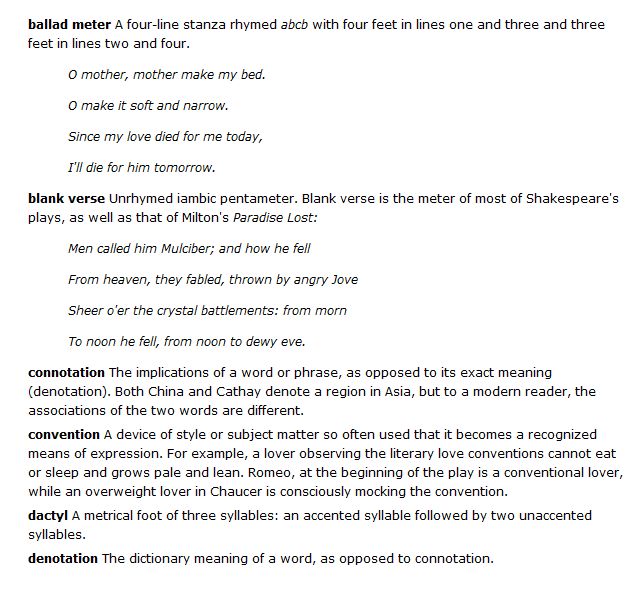 ballad meter A four-line stanza rhymed abcb with four feet in lines one and three and three
feet in lines two and four.
O mother, mother make my bed.
O make it soft and narrow.
Since my love died for me today,
I'll die for him tomorrow.
blank verse Unrhymed iambic pentameter. Blank verse is the meter of most of Shakespeare's
plays, as well as that of Milton's Paradise Lost:
Men called him Mulciber; and how he fell
From heaven, they fabled, thrown by angry Jove
Sheer o'er the crystal battlements: from morn
To noon he fell, from noon to dewy eve.
connotation The implications of a word or phrase, as opposed to its exact meaning
(denotation). Both China and Cathay denote a region in Asia, but to a modern reader, the
associations of the two words are different.
convention A device of style or subject matter so often used that it becomes a recognized
means of expression. For example, a lover observing the literary love conventions cannot eat
or sleep and grows pale and lean. Romeo, at the beginning of the play is a conventional lover,
while an overweight lover in Chaucer is consciously mocking the convention.
dactyl A metrical foot of three syllables: an accented syllable followed by two unaccented
syllables.
denotation The dictionary meaning of a word, as opposed to connotation.